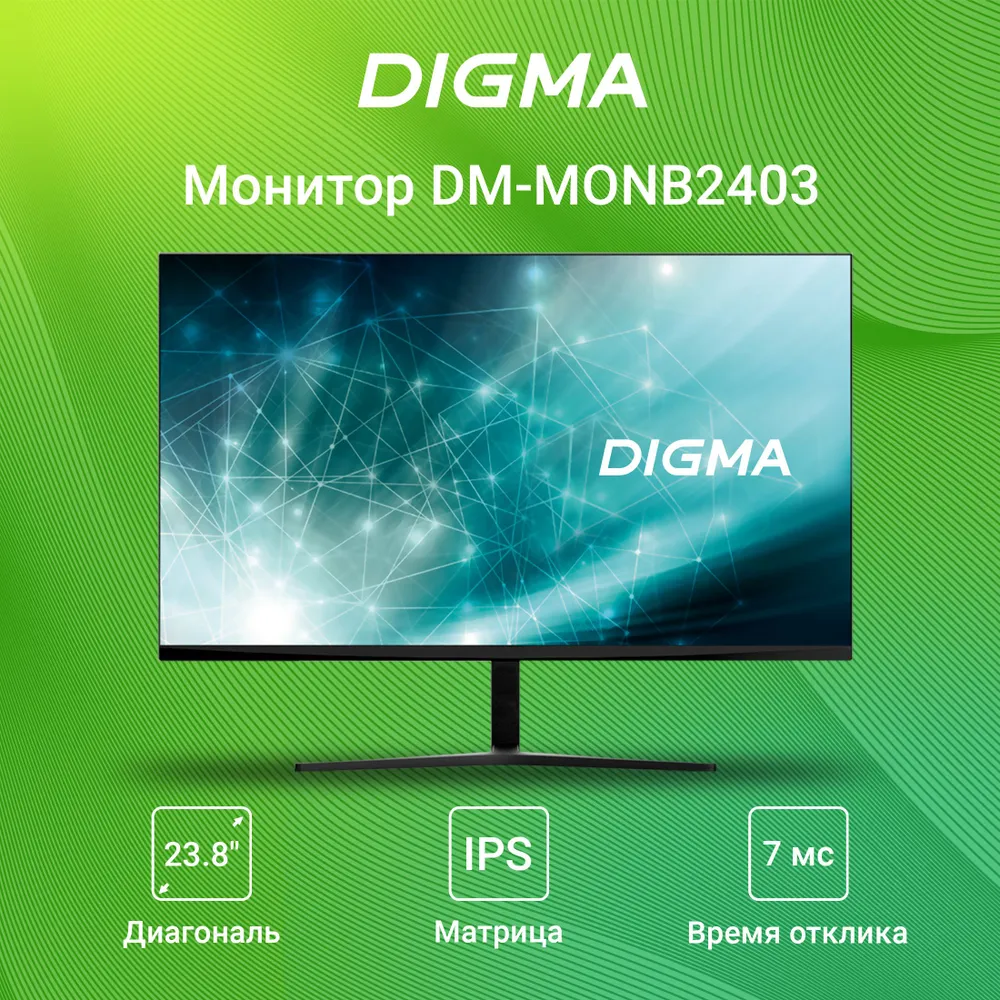 DIGMA
Монитор DM-MONB2403
DIGMA
23.8"
IPS
7 мс
Диагональ
Матрица
Время отклика